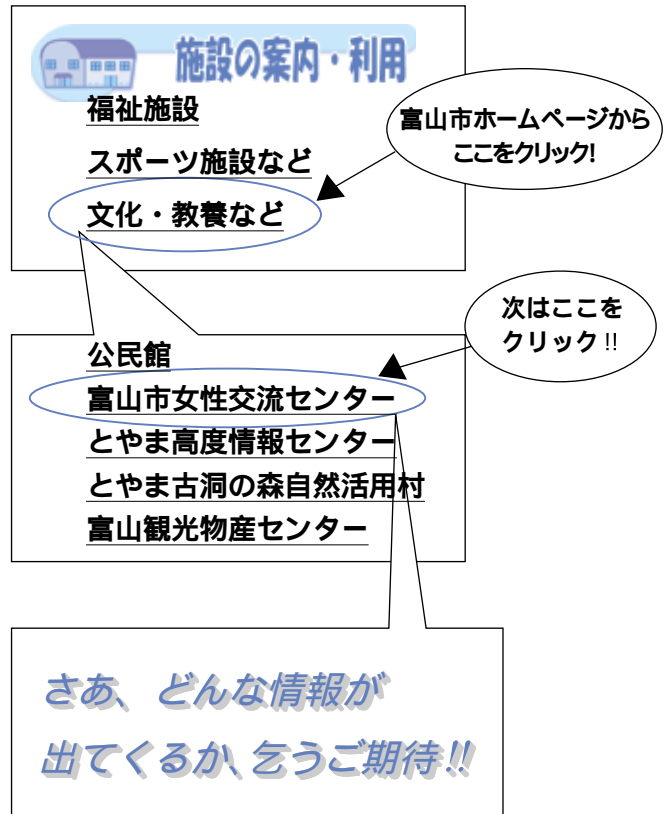 施設の案内・利用
福祉施設
スポーツ施設など
文化・教養など
富山市ホームページから
ここをクリック!
次はここを
クリック!!
公民館
富山市女性交流センター
とやま高度情報センター
とやま古洞の森自然活用村
富山観光物産センター
さあ、どんな情報が
出てくるか、乞うご期待!!